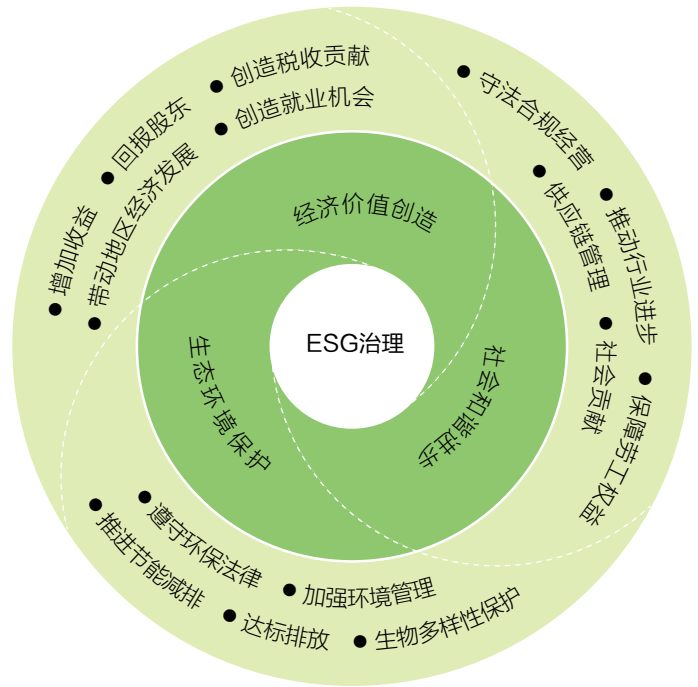 ESG治理
经济价值创造
增加收益
回报股东
创造税收贡献
带动地区经济发展
创造就业机会
社会和谐进步
守法合规经营
推动行业进步
保障劳工权益
供应链管理
社会贡献
生态环境保护
遵守环保法律
加强环境管理
推进节能减排
达标排放
生物多样性保护